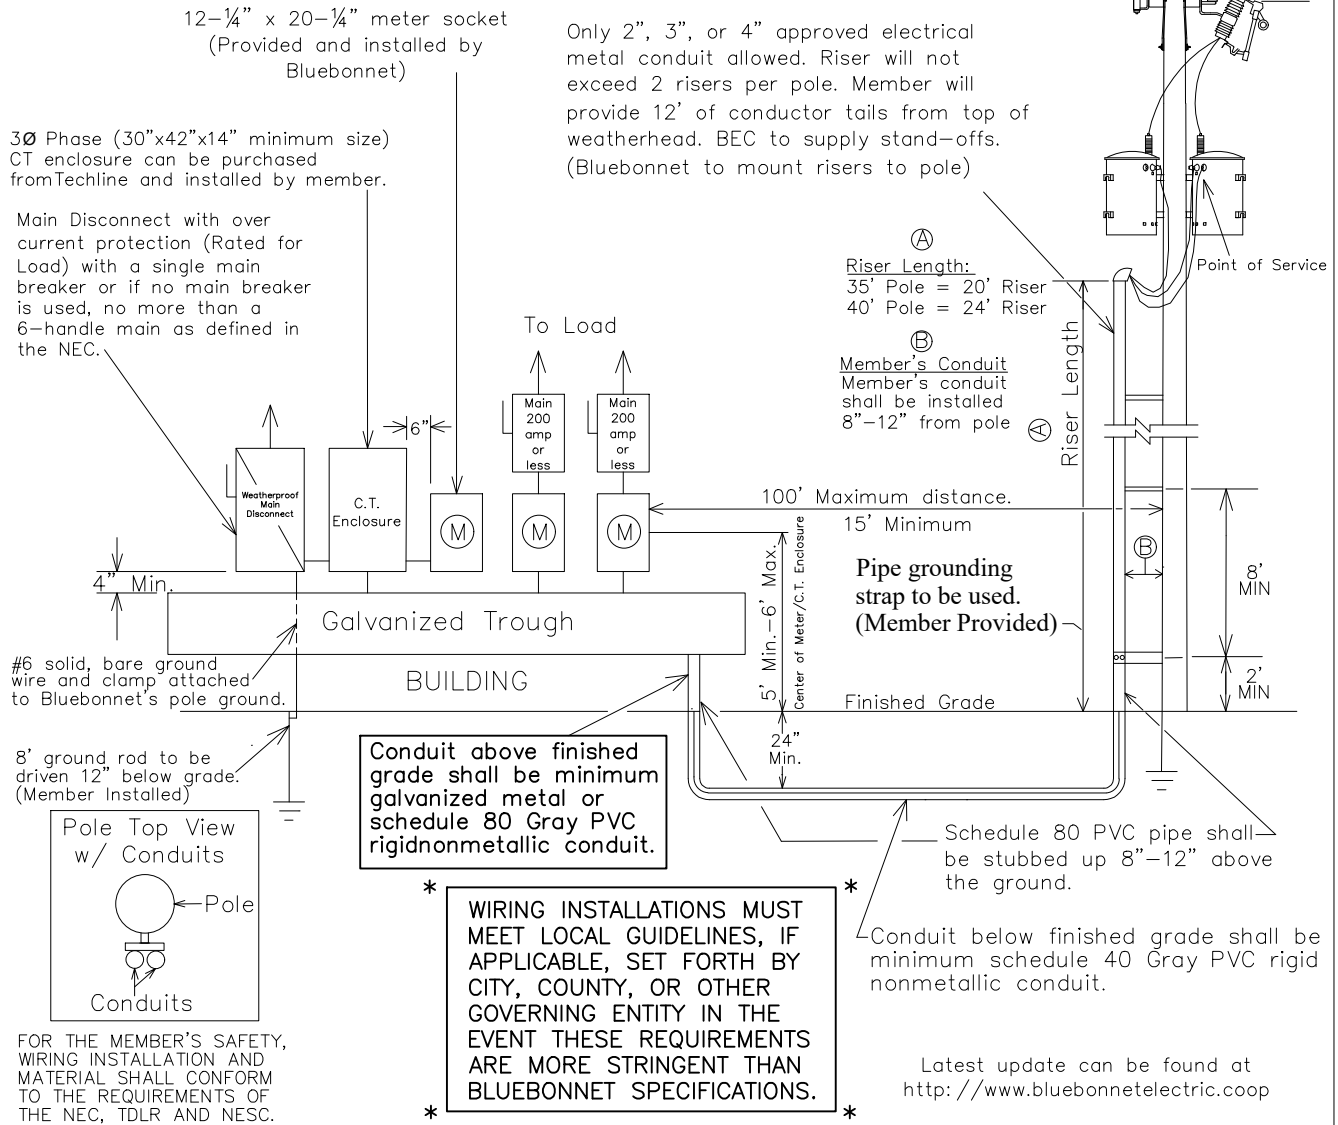 12-¼" x 20-¼" meter socket
(Provided and installed by
Bluebonnet)
Only 2", 3", or 4" approved electrical
metal conduit allowed. Riser will not
exceed 2 risers per pole. Member will
provide 12' of conductor tails from top of
weatherhead. BEC to supply stand-offs.
(Bluebonnet to mount risers to pole)
3Ø Phase (30"x42"x14" minimum size)
CT enclosure can be purchased
fromTechline and installed by member.
Main Disconnect with over
current protection (Rated for
Load) with a single main
breaker or if no main breaker
is used, no more than a
6-handle main as defined in
the NEC.
Point of Service
A
Riser Length:
35' Pole = 20' Riser
40' Pole = 24' Riser
B
Member's Conduit
Member's conduit
shall be installed
8"-12" from pole
A
Riser Length
To Load
Main
200
amp
or
less
Main
200
amp
or
less
6"
Weatherproof
Main
Disconnect
C.T.
Enclosure
M
M
M
100' Maximum distance.
15' Minimum
5' Min.-6' Max.
Center of Meter/C.T. Enclosure
Pipe grounding
strap to be used.
(Member Provided)
B
8'
MIN
2'
MIN
4" Min.
Galvanized Trough
BUILDING
#6 solid, bare ground
wire and clamp attached
to Bluebonnet's pole ground.
Finished Grade
24"
Min.
8' ground rod to be
driven 12" below grade.
(Member Installed)
Conduit above finished
grade shall be minimum
galvanized metal or
schedule 80 Gray PVC
rigidnonmetallic conduit.
Pole Top View
w/ Conduits
Pole
Conduits
Schedule 80 PVC pipe shall
be stubbed up 8"-12" above
the ground.
Conduit below finished grade shall be
minimum schedule 40 Gray PVC rigid
nonmetallic conduit.
* *
WIRING INSTALLATIONS MUST
MEET LOCAL GUIDELINES, IF
APPLICABLE, SET FORTH BY
CITY, COUNTY, OR OTHER
GOVERNING ENTITY IN THE
EVENT THESE REQUIREMENTS
ARE MORE STRINGENT THAN
BLUEBONNET SPECIFICATIONS.
* *
FOR THE MEMBER'S SAFETY,
WIRING INSTALLATION AND
MATERIAL SHALL CONFORM
TO THE REQUIREMENTS OF
THE NEC, TDLR AND NESC.
Latest update can be found at
http: //www.bluebonnetelectric.coop